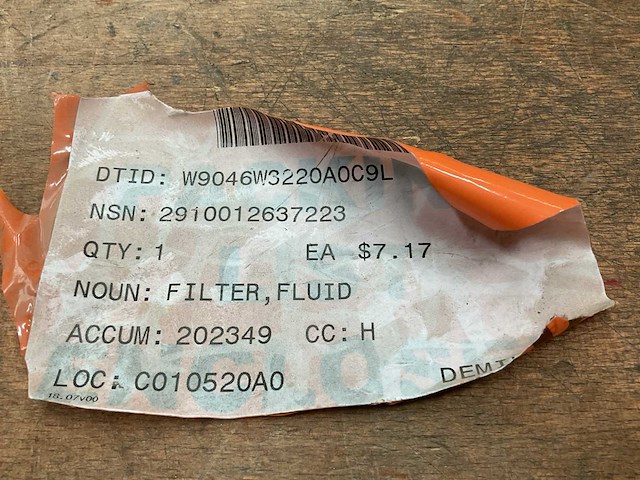 DTID: W9046W3220A0C9L
NSN: 2910012637223
QTY: 1 EA $7.17
NOUN: FILTER,FLUID
ACCUM: 202349 CC: H
LOC: C010520A0
18.07v00